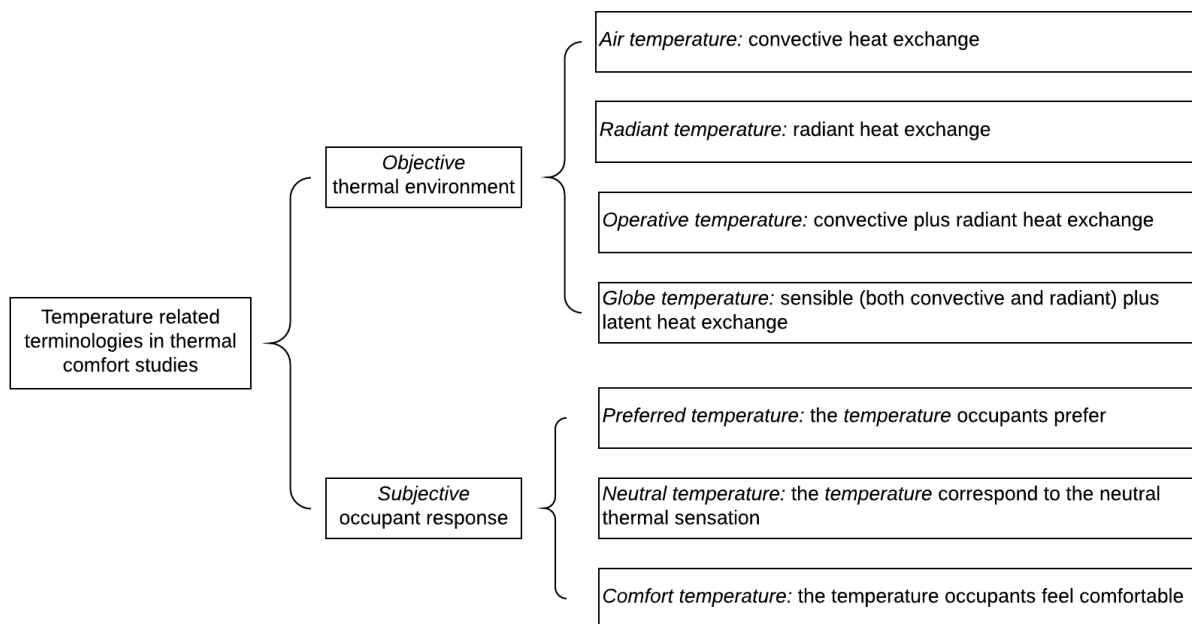 Air temperature: convective heat exchange
Radiant temperature: radiant heat exchange
Objective
thermal environment
Operative temperature: convective plus radiant heat exchange
Globe temperature: sensible (both convective and radiant) plus
latent heat exchange
Temperature related
terminologies in thermal
comfort studies
Preferred temperature: the temperature occupants prefer
Subjective
occupant response
Neutral temperature: the temperature correspond to the neutral
thermal sensation
Comfort temperature: the temperature occupants feel comfortable